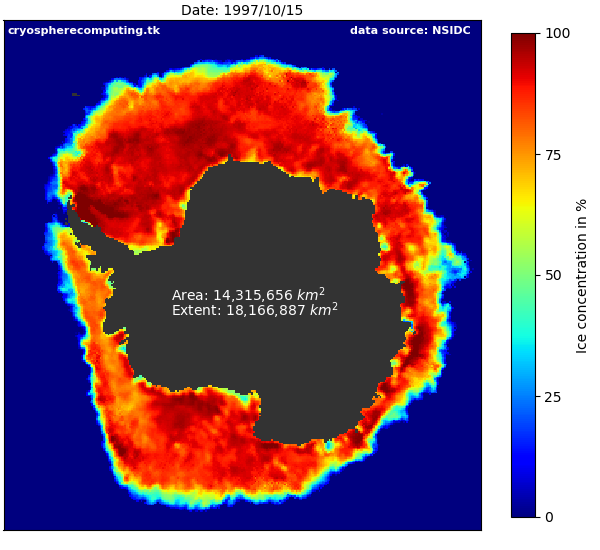 Date: 1997/10/15
cryospherecomputing.tk
data source: NSIDC
100
75
50
25
0
Ice concentration in %
Area: 14,315,656 km²
Extent: 18,166,887 km²